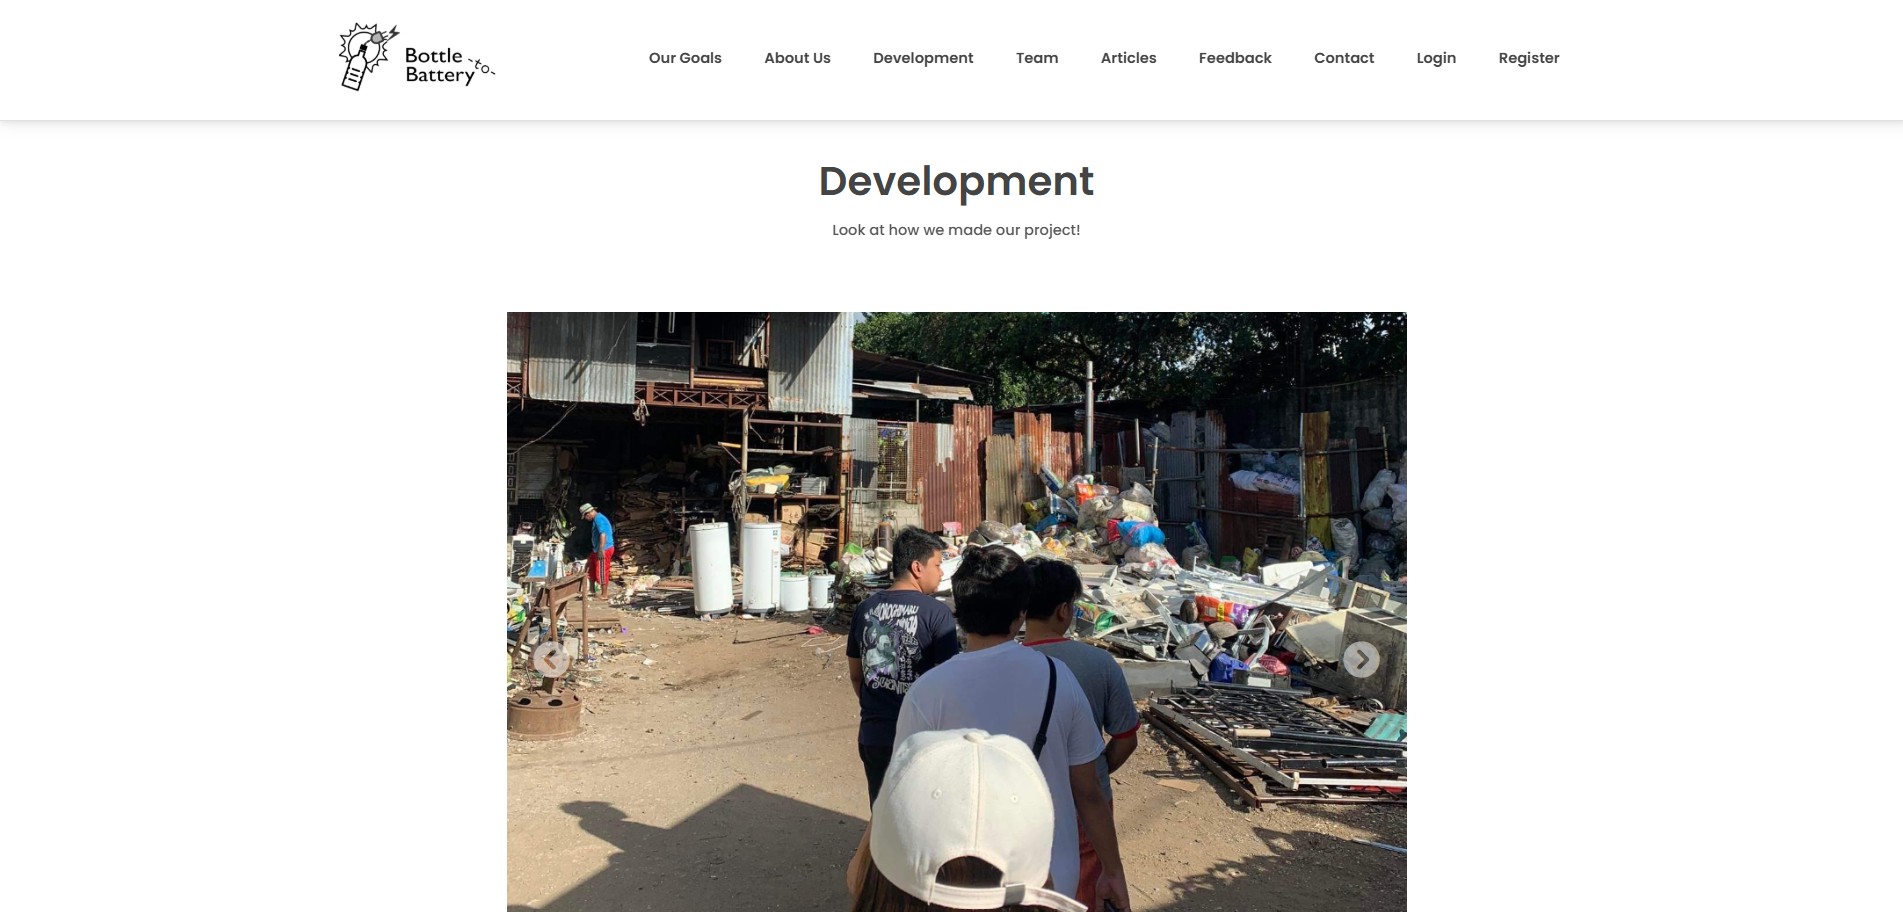 Bottle
-to-
Battery
Our Goals
About Us
Development
Team
Articles
Feedback
Contact
Login
Register
Development
Look at how we made our project!